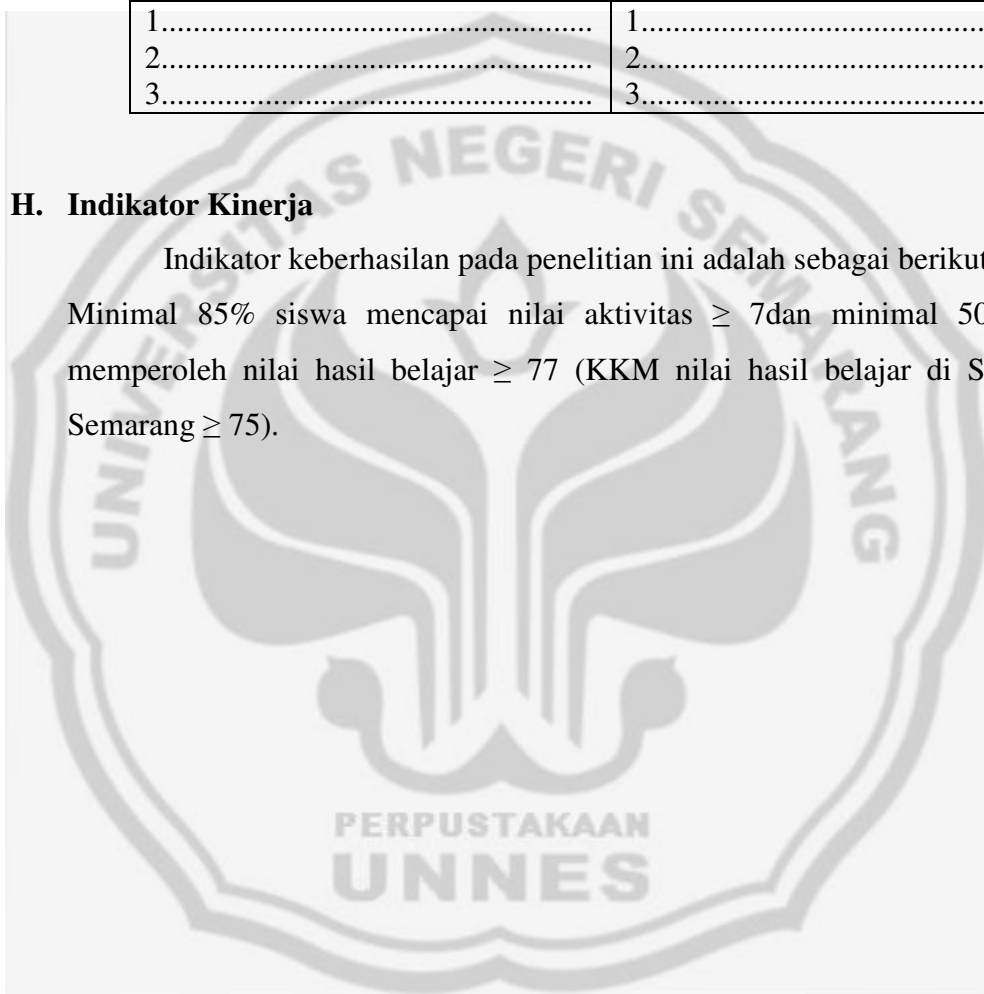 1...................................................... 1...........................................
2...................................................... 2...........................................
3...................................................... 3...........................................
H. Indikator Kinerja
Indikator keberhasilan pada penelitian ini adalah sebagai berikut
Minimal 85% siswa mencapai nilai aktivitas ≥ 7dan minimal 50
memperoleh nilai hasil belajar ≥ 77 (KKM nilai hasil belajar di S
Semarang ≥ 75).
UNIVERSITAS NEGERI SEMARANG
PERPUSTAKAAN
UNNES